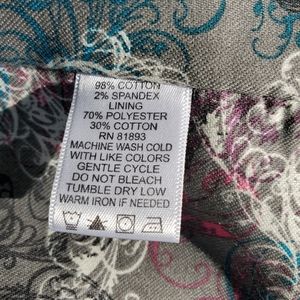 98% COTTON
2% SPANDEX
LINING
70% POLYESTER
30% COTTON
RN 81893
MACHINE WASH COLD
WITH LIKE COLORS
GENTLE CYCLE
DO NOT BLEACH
TUMBLE DRY LOW
WARM IRON IF NEEDED